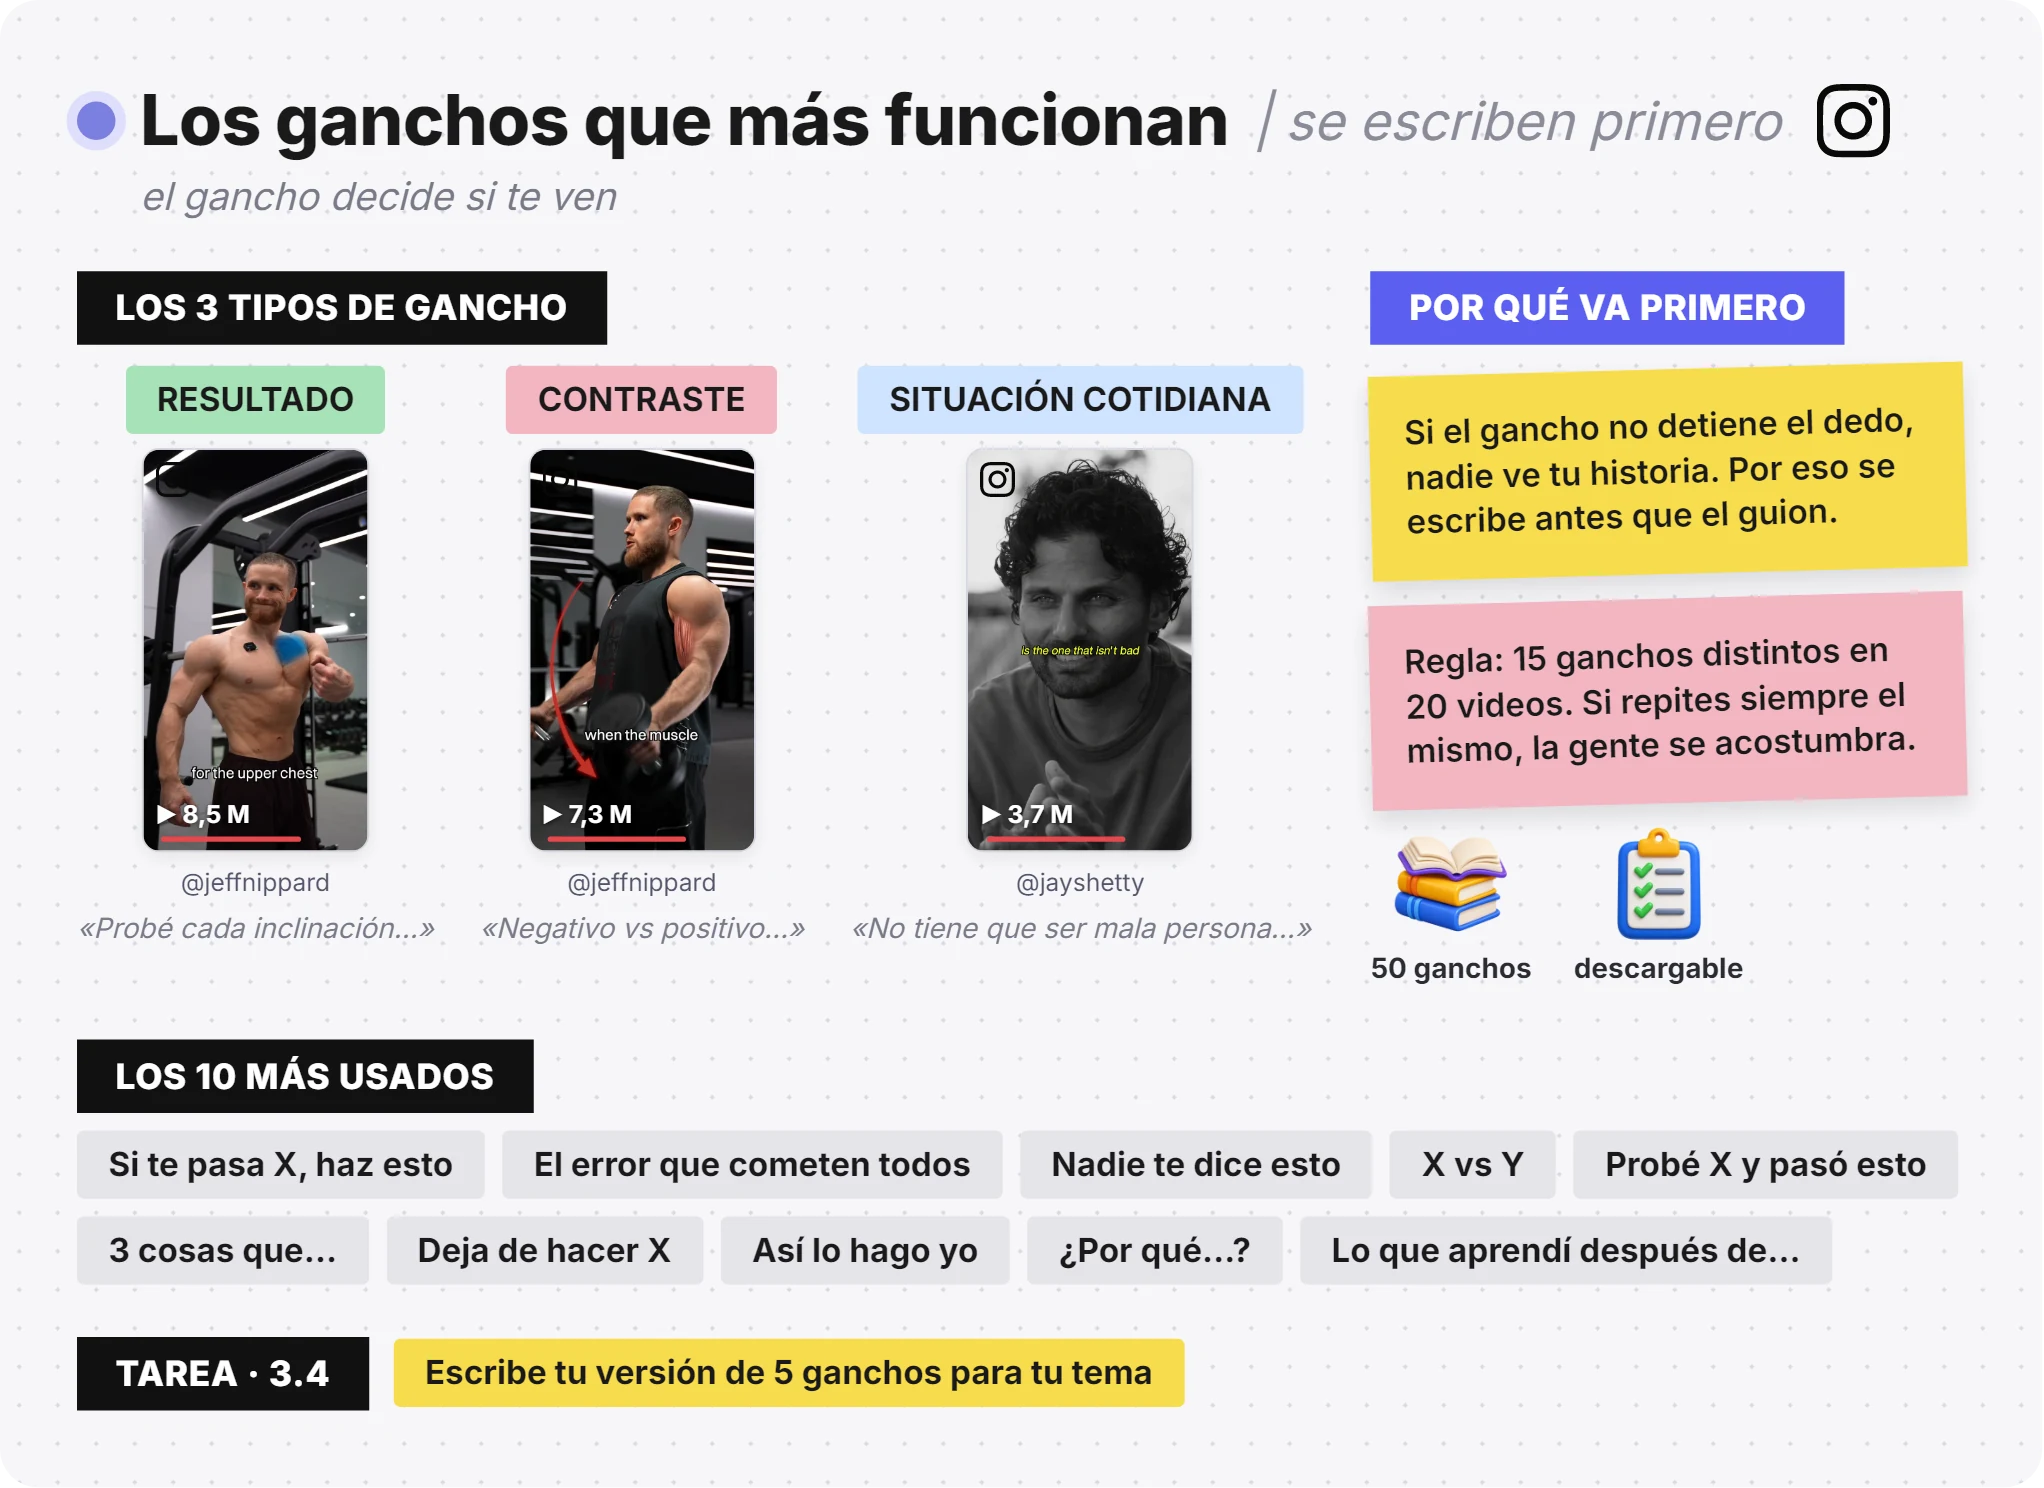 Los ganchos que más funcionan | se escriben primero
el gancho decide si te ven
LOS 3 TIPOS DE GANCHO
RESULTADO
for the upper chest
▶ 8,5 M
@jeffnippard
«Probé cada inclinación...»
CONTRASTE
when the muscle
▶ 7,3 M
@jeffnippard
«Negativo vs positivo...»
SITUACIÓN COTIDIANA
is the one that isn't bad
▶ 3,7 M
@jayshetty
«No tiene que ser mala persona...»
POR QUÉ VA PRIMERO
Si el gancho no detiene el dedo,
nadie ve tu historia. Por eso se
escribe antes que el guion.
Regla: 15 ganchos distintos en
20 videos. Si repites siempre el
mismo, la gente se acostumbra.
50 ganchos
descargable
LOS 10 MÁS USADOS
Si te pasa X, haz esto
El error que cometen todos
Nadie te dice esto
X vs Y
Probé X y pasó esto
3 cosas que...
Deja de hacer X
Así lo hago yo
¿Por qué...?
Lo que aprendí después de...
TAREA · 3.4
Escribe tu versión de 5 ganchos para tu tema